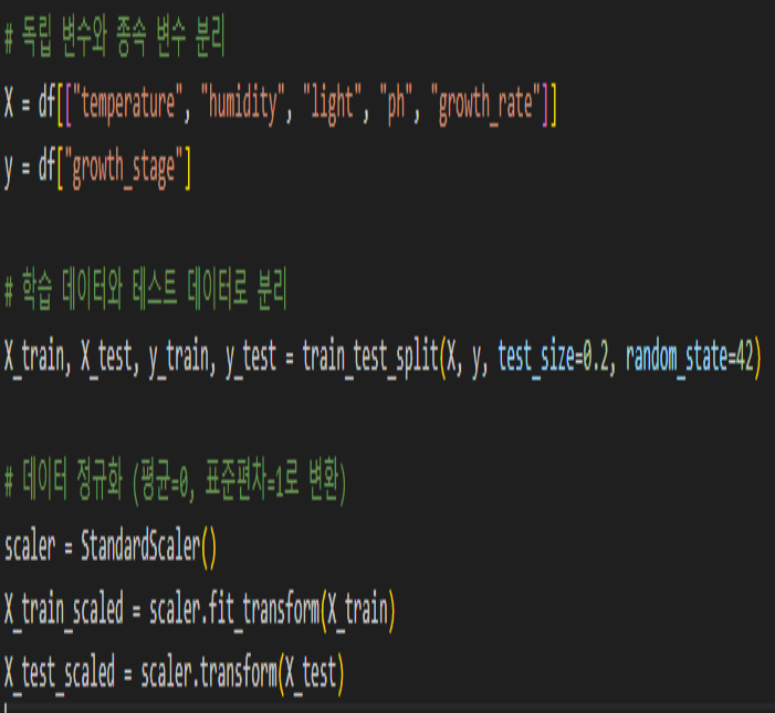 # 독립 변수와 종속 변수 분리
X = df[["temperature", "humidity", "light", "ph", "growth_rate"]]
y = df["growth_stage"]
# 학습 데이터와 테스트 데이터로 분리
X_train, X_test, y_train, y_test = train_test_split(X, y, test_size=0.2, random_state=42)
# 데이터 정규화 (평균=0, 표준편차=1로 변환)
scaler = StandardScaler()
X_train_scaled = scaler.fit_transform(X_train)
X_test_scaled = scaler.transform(X_test)